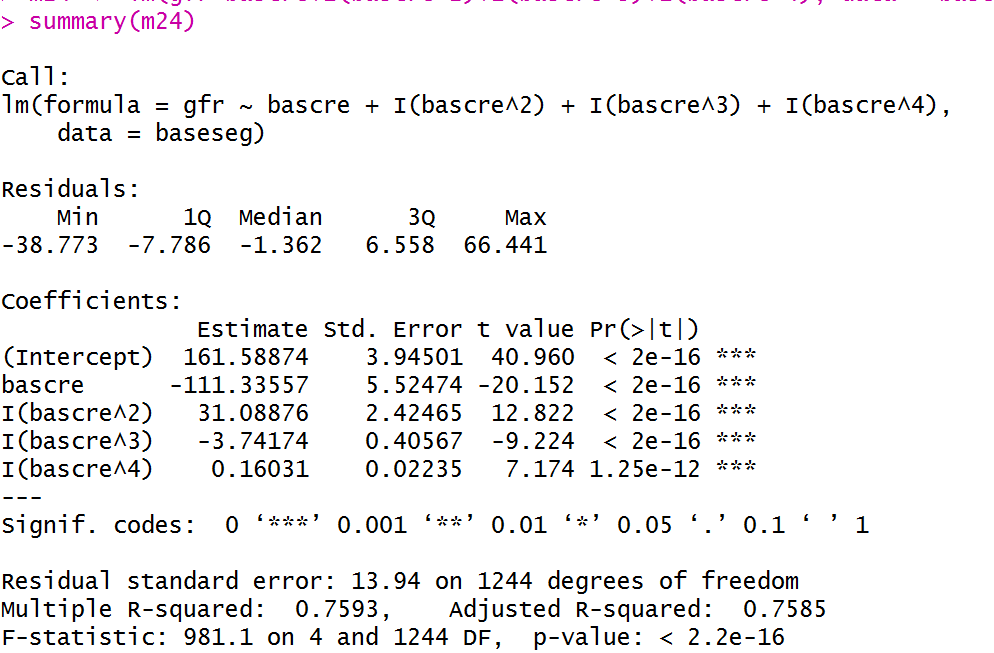 > summary(m24)
Call:
lm(formula = gfr ~ bascre + I(bascre^2) + I(bascre^3) + I(bascre^4),
    data = baseseg)
Residuals:
    Min      1Q  Median      3Q     Max
-38.773  -7.786  -1.362   6.558  66.441
Coefficients:
              Estimate Std. Error t value Pr(>|t|)
(Intercept)  161.58874    3.94501  40.960  < 2e-16 ***
bascre      -111.33557    5.52474 -20.152  < 2e-16 ***
I(bascre^2)   31.08876    2.42465  12.822  < 2e-16 ***
I(bascre^3)   -3.74174    0.40567  -9.224  < 2e-16 ***
I(bascre^4)    0.16031    0.02235   7.174 1.25e-12 ***
---
Signif. codes:  0 ‘***’ 0.001 ‘**’ 0.01 ‘*’ 0.05 ‘.’ 0.1 ‘ ’ 1
Residual standard error: 13.94 on 1244 degrees of freedom
Multiple R-squared:  0.7593,	Adjusted R-squared:  0.7585
F-statistic: 981.1 on 4 and 1244 DF,  p-value: < 2.2e-16